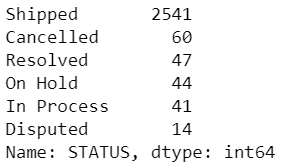 Shipped 2541
Cancelled 60
Resolved 47
On Hold 44
In Process 41
Disputed 14
Name: STATUS, dtype: int64